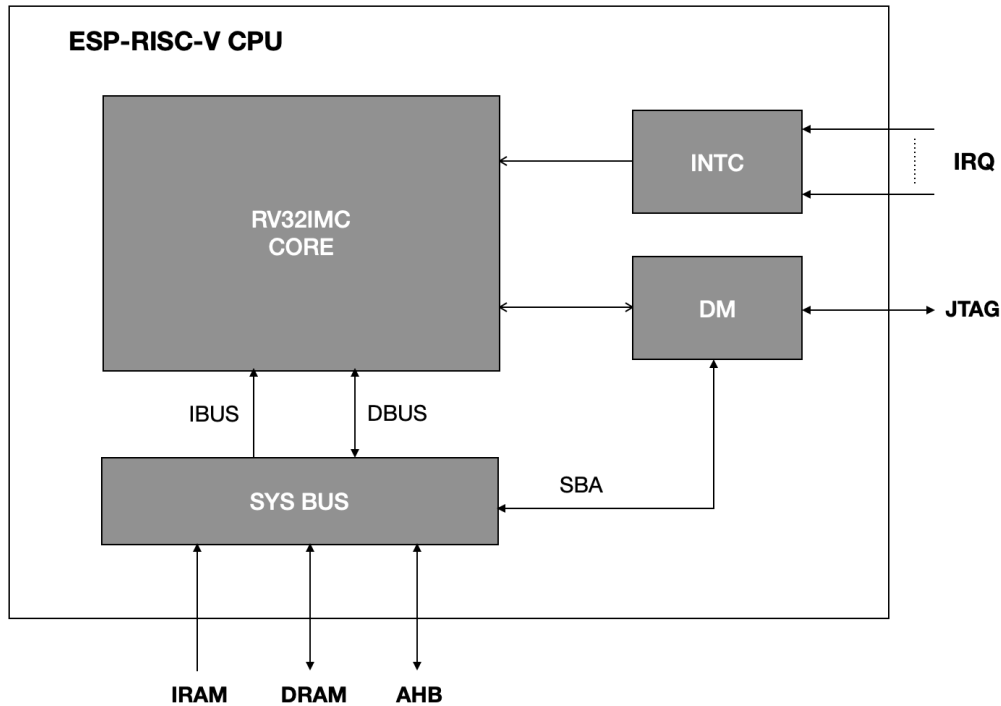 ESP-RISC-V CPU
RV32IMC
CORE
INTC
IRQ
DM
JTAG
IBUS
DBUS
SYS BUS
SBA
IRAM
DRAM
AHB